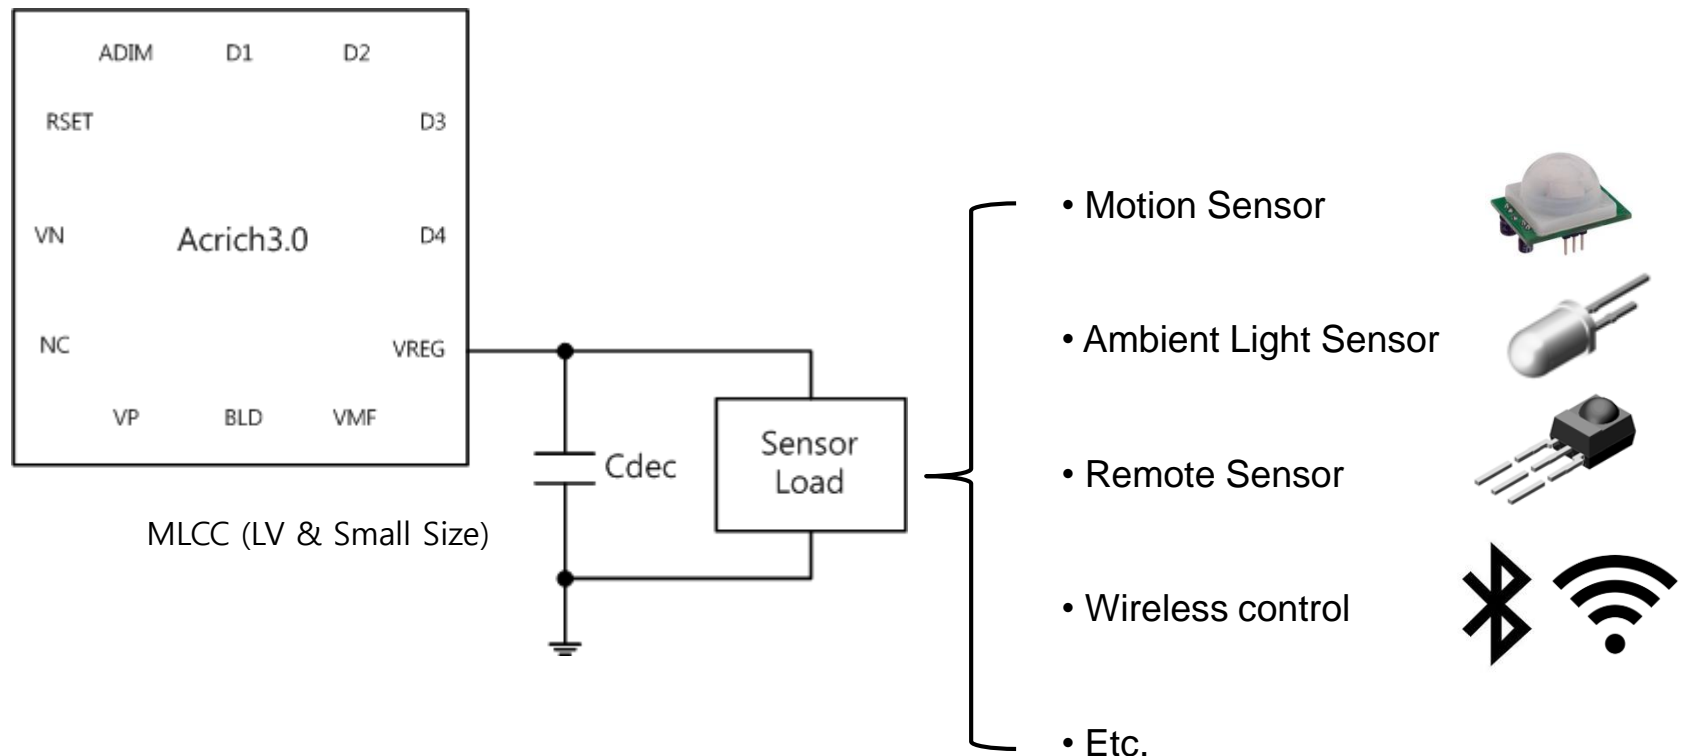 ADIM D1 D2
RSET D3
VN Acrich3.0 D4
NC VREG
VP BLD VMF
Cdec
Sensor
Load
MLCC (LV & Small Size)
• Motion Sensor
• Ambient Light Sensor
• Remote Sensor
• Wireless control
• Etc.